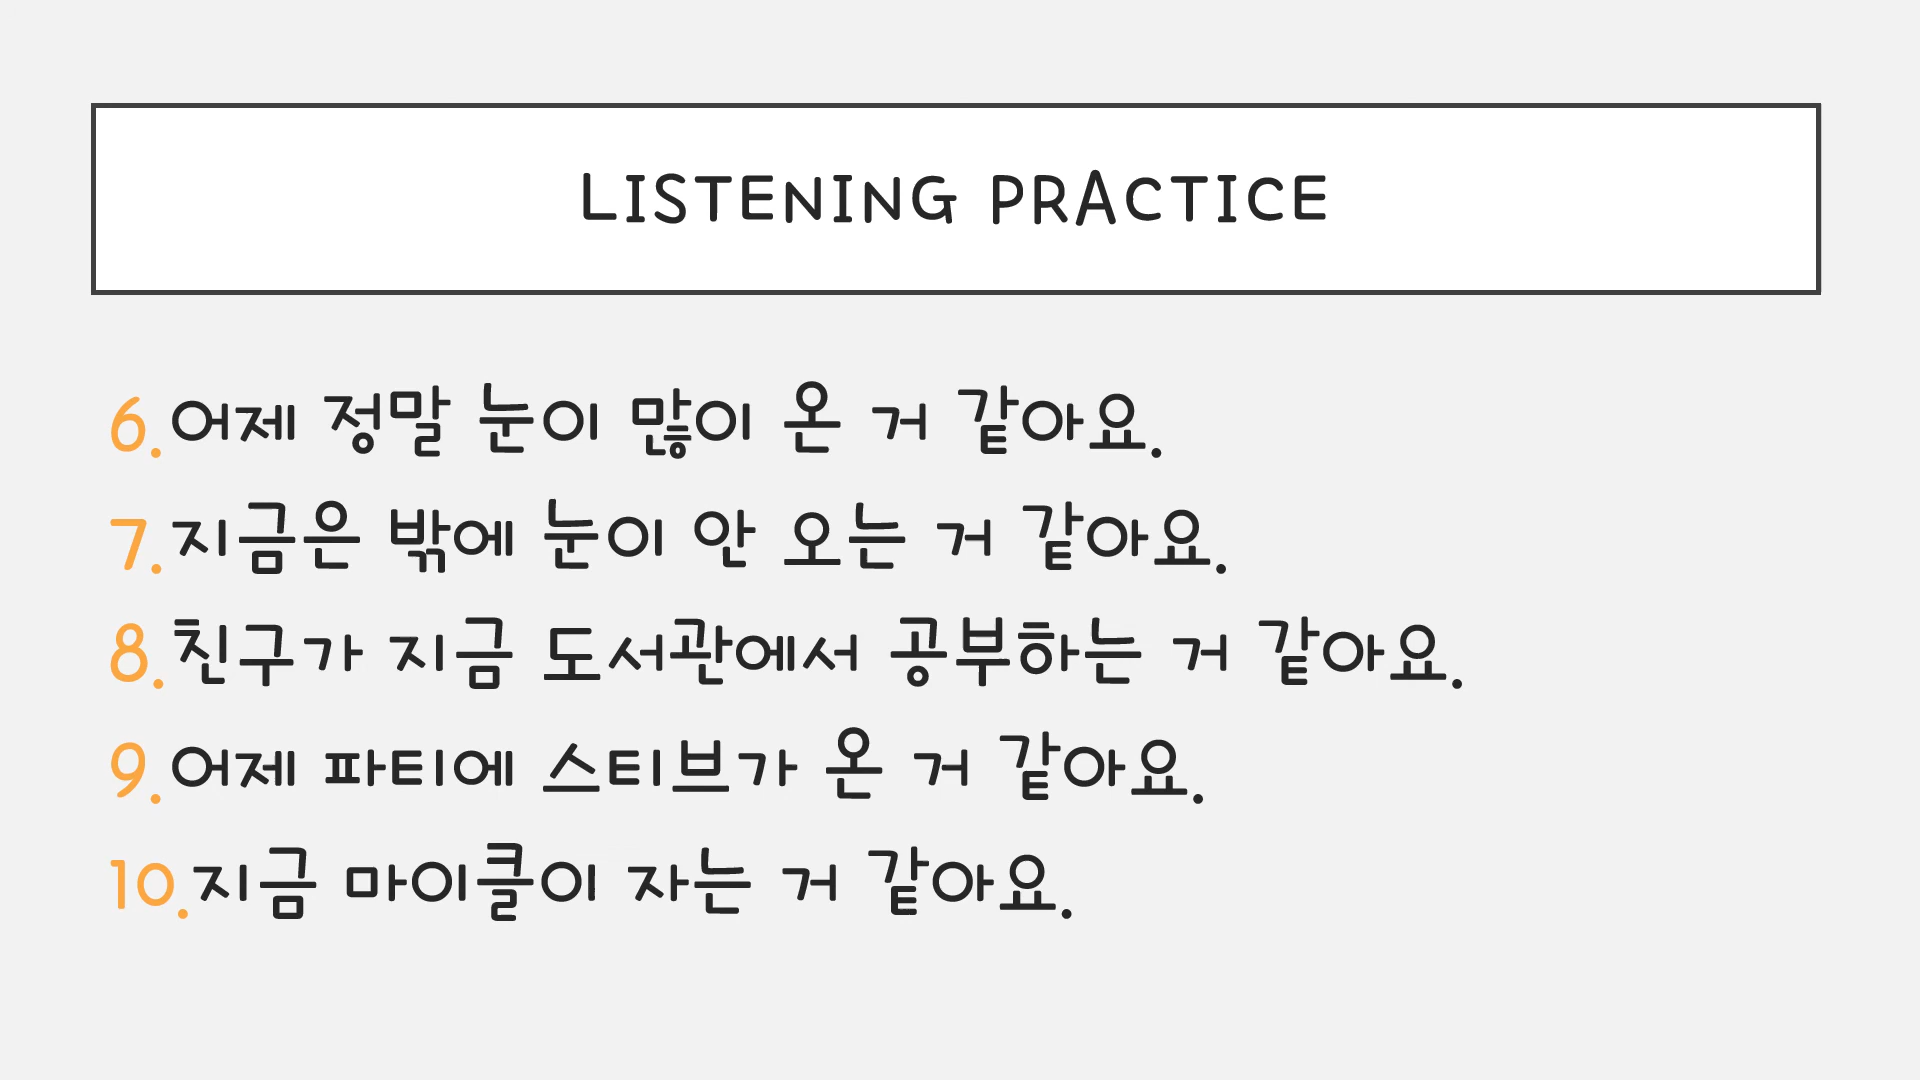 LISTENING PRACTICE
6. 어제 정말 눈이 많이 온 거 같아요.
7. 지금은 밖에 눈이 안 오는 거 같아요.
8. 친구가 지금 도서관에서 공부하는 거 같아요.
9. 어제 파티에 스티브가 온 거 같아요.
10. 지금 마이클이 자는 거 같아요.